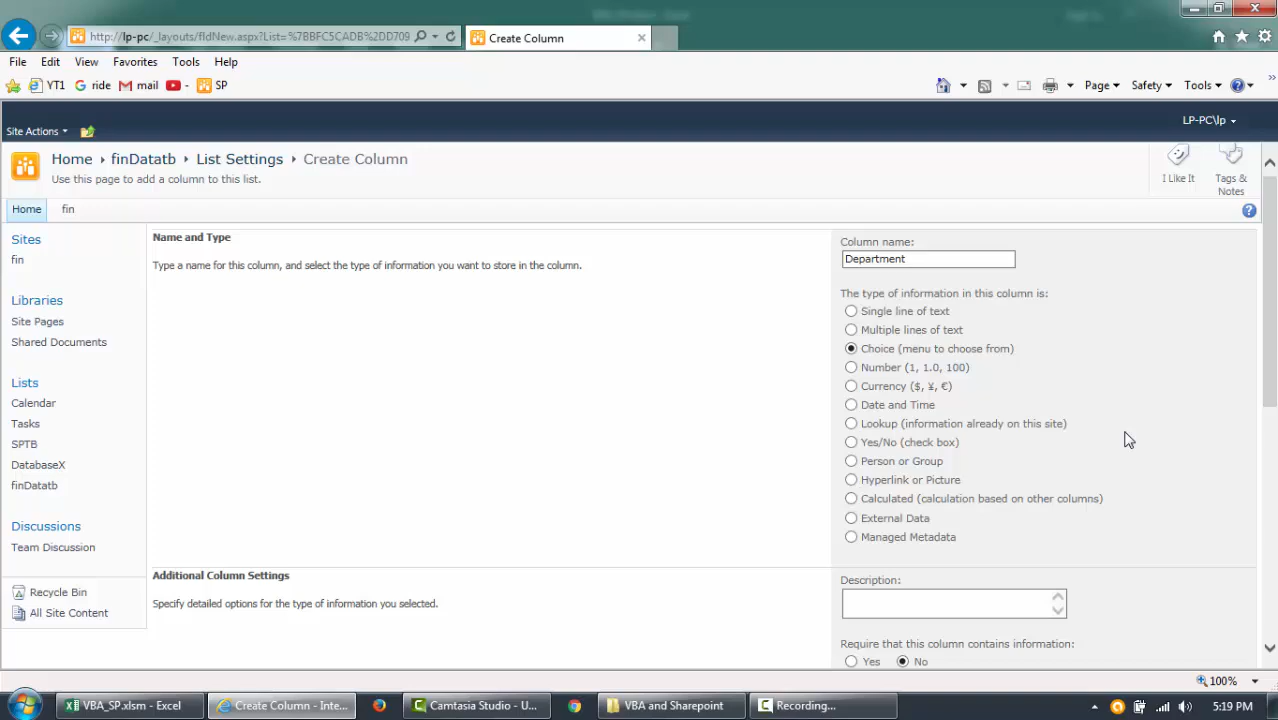 http://lp-pc/_layouts/fldNew.aspx?List=%7BBFC5CADB%2DD709
Create Column
File Edit View Favorites Tools Help
YT1 ride mail SP
Page Safety Tools
Site Actions
LP-PC\lp
Home finDatatb List Settings Create Column
Use this page to add a column to this list.
I Like It
Tags & Notes
Home fin
Sites
fin
Libraries
Site Pages
Shared Documents
Lists
Calendar
Tasks
SPTB
DatabaseX
finDatatb
Discussions
Team Discussion
Recycle Bin
All Site Content
Name and Type
Type a name for this column, and select the type of information you want to store in the column.
Column name:
Department
The type of information in this column is:
Single line of text
Multiple lines of text
Choice (menu to choose from)
Number (1, 1.0, 100)
Currency ($, ¥, €)
Date and Time
Lookup (information already on this site)
Yes/No (check box)
Person or Group
Hyperlink or Picture
Calculated (calculation based on other columns)
External Data
Managed Metadata
Additional Column Settings
Specify detailed options for the type of information you selected.
Description:
Require that this column contains information:
Yes No
100%
VBA_SP.xlsm - Excel
Create Column - Inte...
Camtasia Studio - U...
VBA and Sharepoint
Recording...
5:19 PM